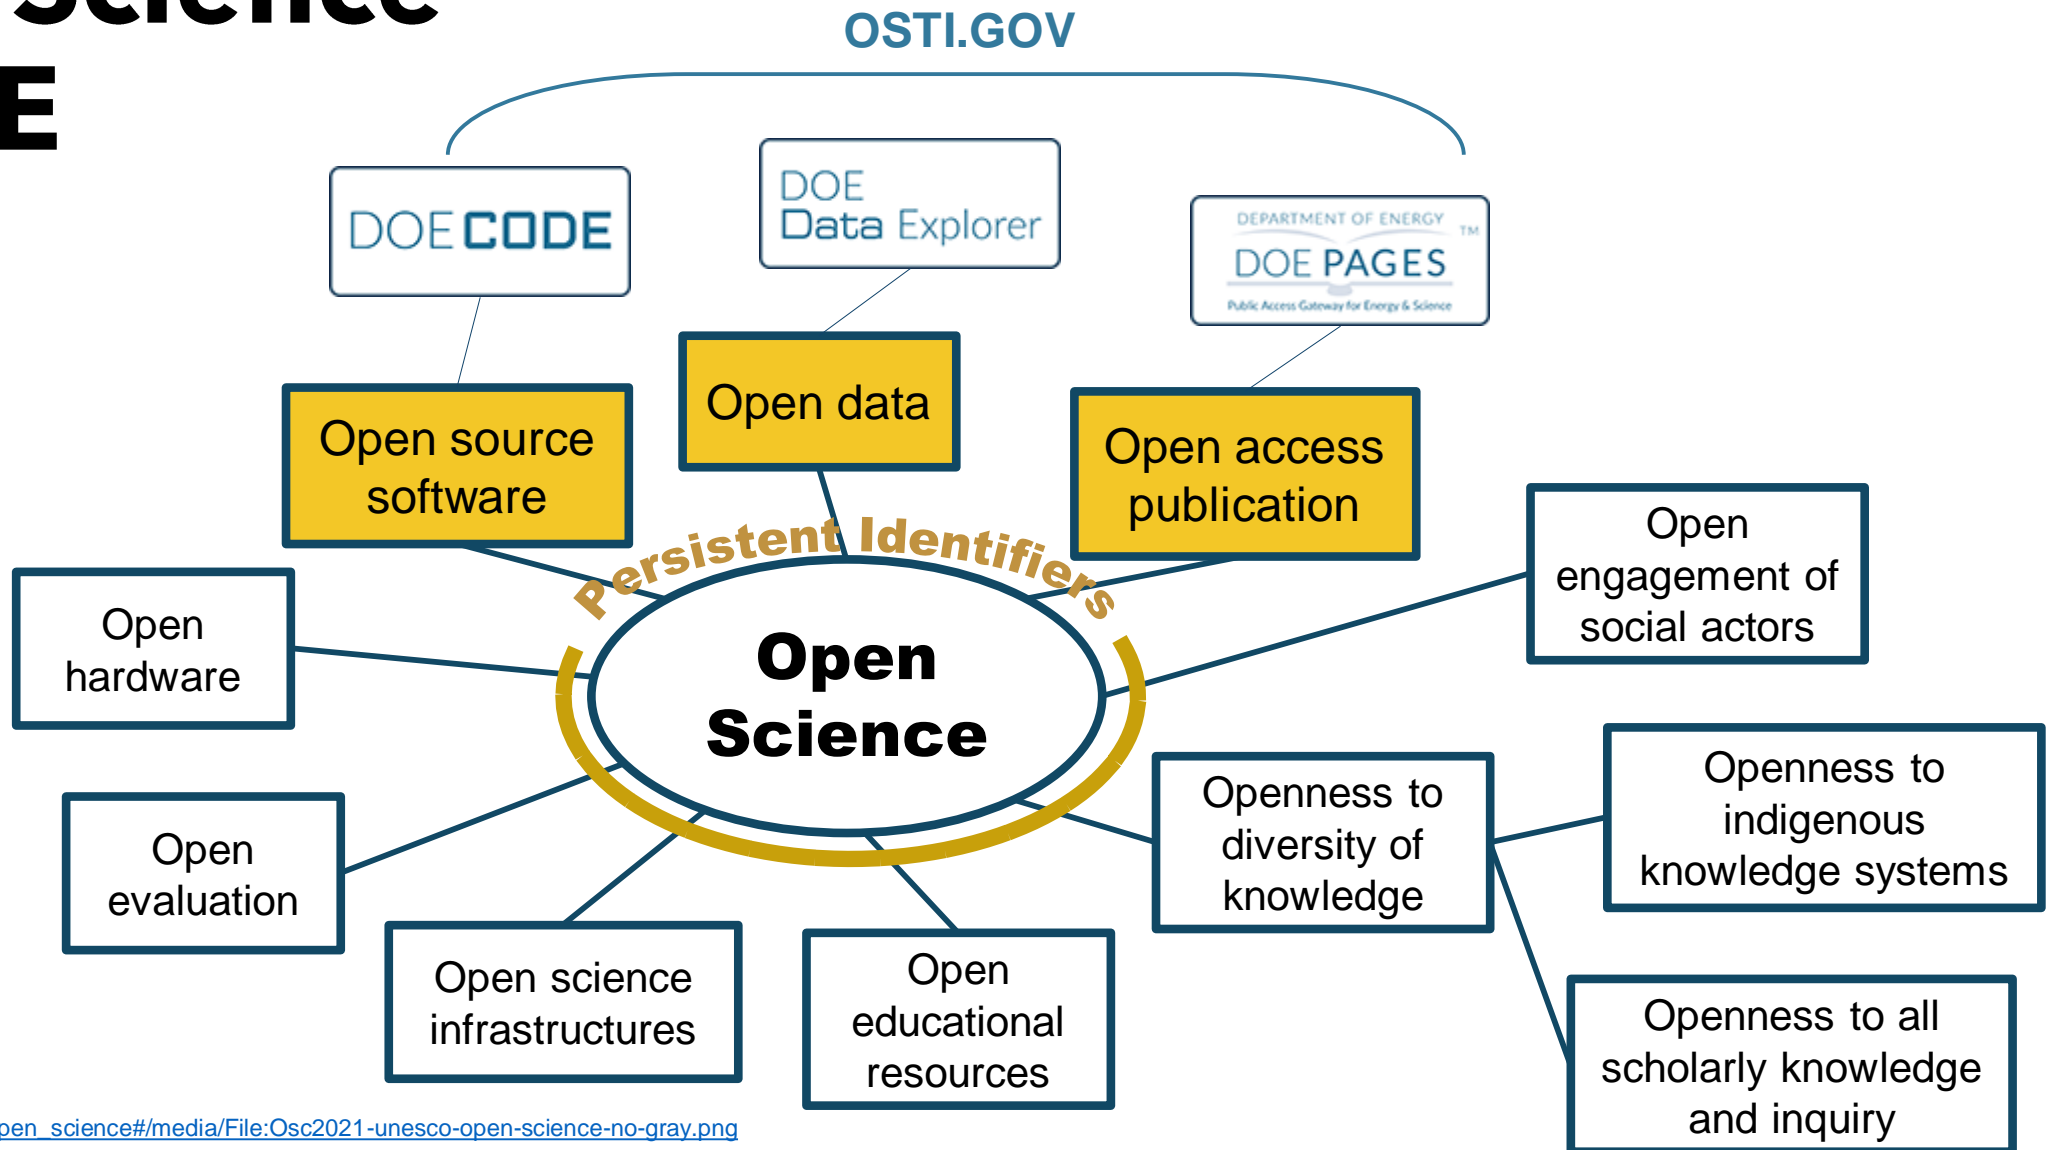 Science
E
OSTI.GOV
DOE CODE
DOE
Data Explorer
DEPARTMENT OF ENERGY
TM
DOE PAGES
Public Access Gateway for Energy & Science
Open source
software
Open data
Open access
publication
Persistent Identifiers
Open
Science
Open
hardware
Open
evaluation
Open science
infrastructures
Open
educational
resources
Open
engagement of
social actors
Openness to
diversity of
knowledge
Openness to
indigenous
knowledge systems
Openness to all
scholarly knowledge
and inquiry
pen_science#/media/File:Osc2021-unesco-open-science-no-gray.png